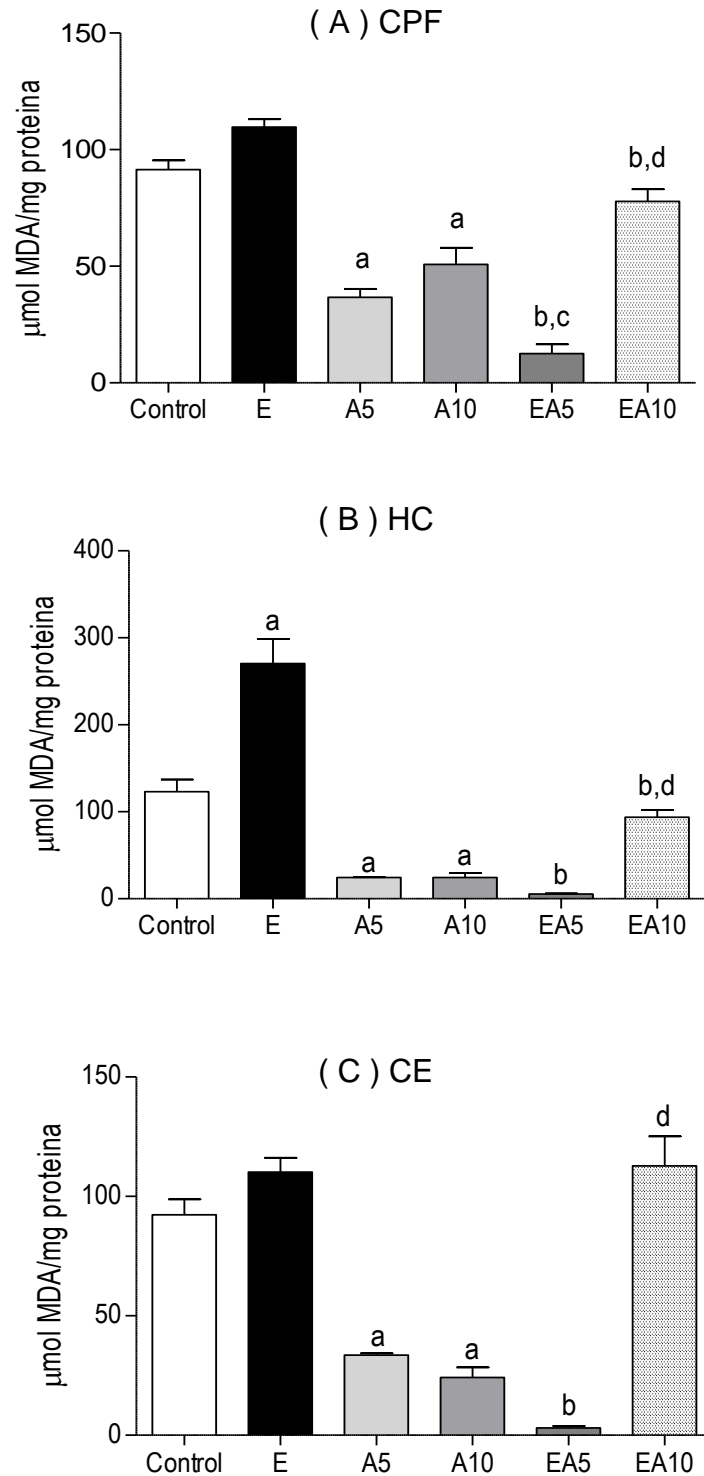 ( A ) CPF
µmol MDA/mg proteina
150
100
50
0
a
a
b,c
b,d
Control E A5 A10 EA5 EA10
( B ) HC
µmol MDA/mg proteina
400
300
200
100
0
a
a
a
b
b,d
Control E A5 A10 EA5 EA10
( C ) CE
µmol MDA/mg proteina
150
100
50
0
a
a
b
d
Control E A5 A10 EA5 EA10